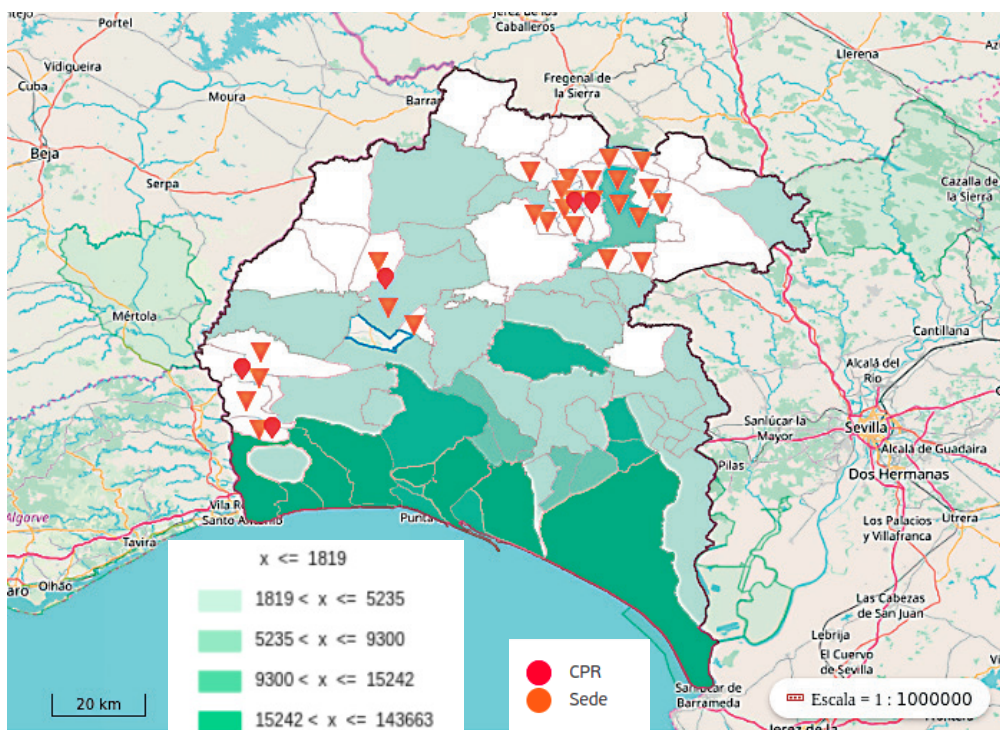 Portel
Jerez de los
Caballeros
Vidigueira
Llerena
Cuba
Fregenal de
la Sierra
Moura
Barra
Beja
Serpa
Cazalla de
la Sierra
Mértola
Cantillana
Alcalá del
Río
Sanlúcar la
Mayor
Sevilla
Alcalá de Guadaira
Pilas
Dos Hermanas
Algarve
Vila Re
Santo António
Punta
Los Palacios
y Villafranca
Utrera
Tavira
Olhão
aro
Las Cabezas
de San Juan
Lebrija
El Cuervo
de Sevilla
Sanlúcar de
Barrameda
Jerez de la
x <= 1819
1819 < x <= 5235
5235 < x <= 9300
9300 < x <= 15242
15242 < x <= 143663
CPR
Sede
20 km
Escala = 1 : 1000000